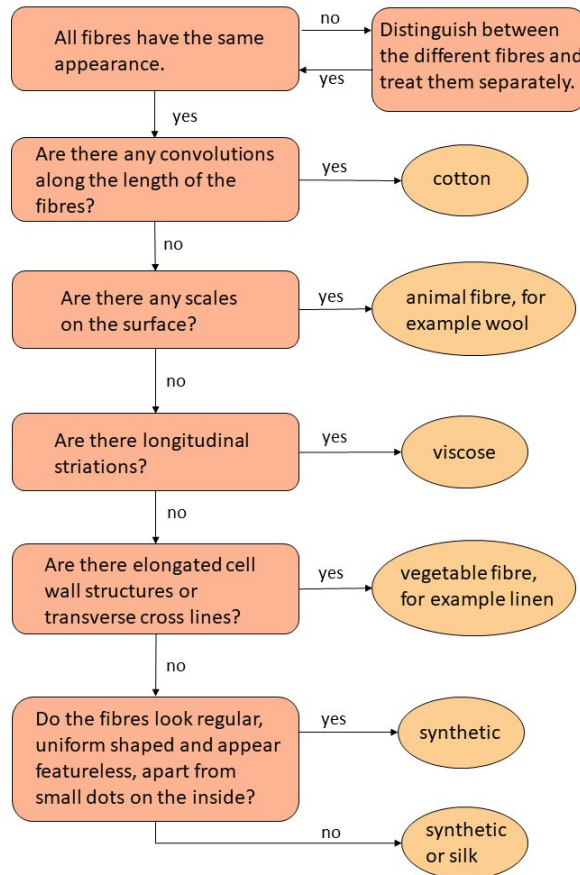 All fibres have the same
appearance.
no
yes
Distinguish between
the different fibres and
treat them separately.
yes
Are there any convolutions
along the length of the
fibres?
yes
cotton
no
Are there any scales
on the surface?
yes
animal fibre, for
example wool
no
Are there longitudinal
striations?
yes
viscose
no
Are there elongated cell
wall structures or
transverse cross lines?
yes
vegetable fibre,
for example linen
no
Do the fibres look regular,
uniform shaped and appear
featureless, apart from
small dots on the inside?
yes
synthetic
no
synthetic
or silk